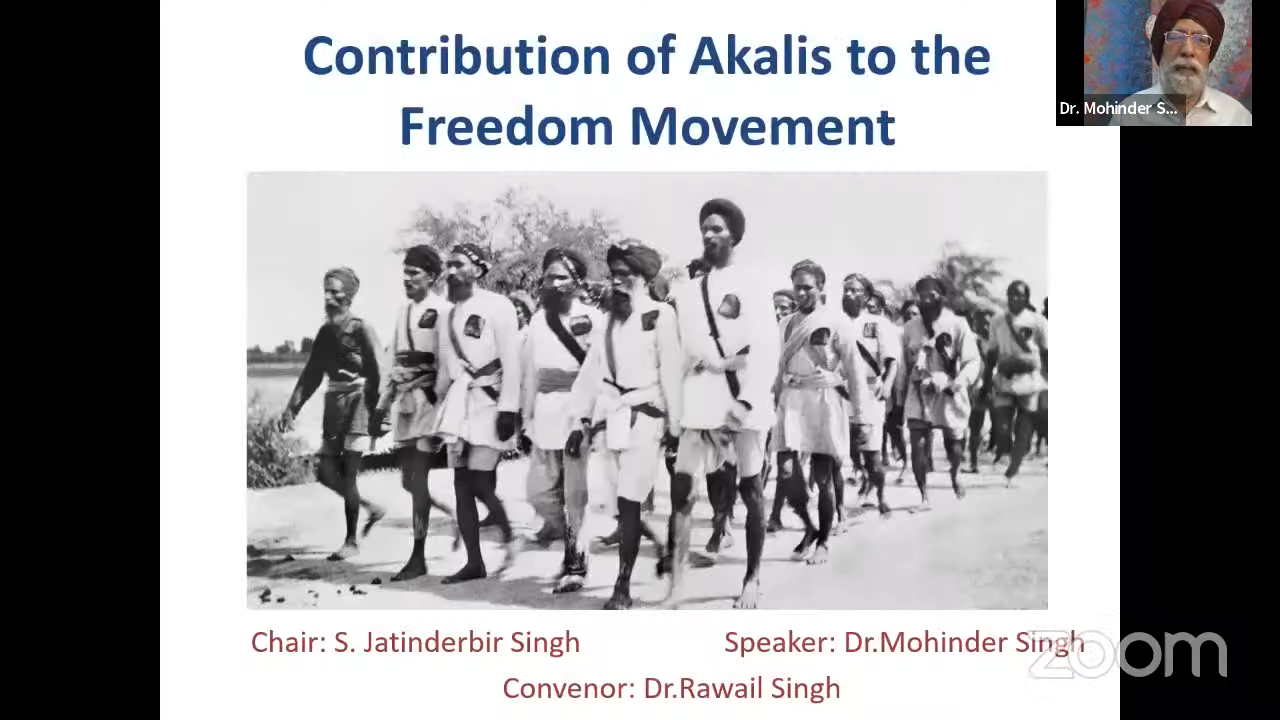 Contribution of Akalis to the
Freedom Movement
Dr. Mohinder S...
Chair: S. Jatinderbir Singh
Speaker: Dr.Mohinder Singh
Convenor: Dr.Rawail Singh
zoom